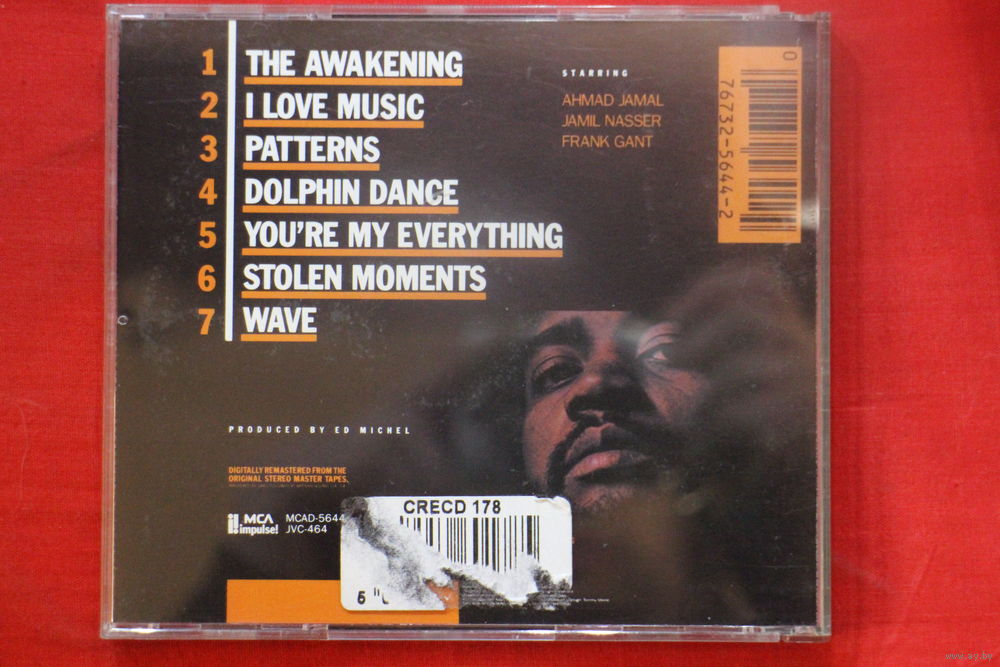 1 THE AWAKENING
2 I LOVE MUSIC
3 PATTERNS
4 DOLPHIN DANCE
5 YOU'RE MY EVERYTHING
6 STOLEN MOMENTS
7 WAVE
STARRING
AHMAD JAMAL
JAMIL NASSER
FRANK GANT
0 76732-5644-2
PRODUCED BY ED MICHEL
DIGITALLY REMASTERED FROM THE
ORIGINAL STEREO MASTER TAPES.
MCA
impulse!
MCAD-5644
JVC-464
CRECD 178
5
www.ay.by